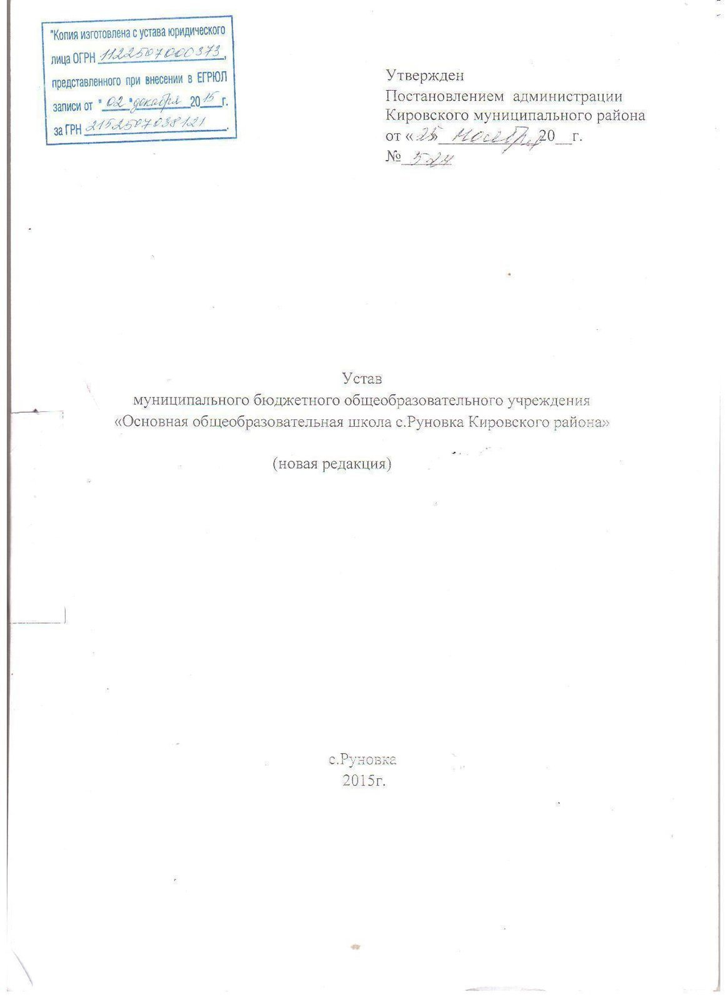 "Копия изготовлена с устава юридического
лица ОГРН 1122507000373,
представленного при внесении в ЕГРЮЛ
записи от "02" декабря 2015 г.
за ГРН 2152507038121.
Утвержден
Постановлением администрации
Кировского муниципального района
от «25» ноября 20__г.
№ 524
Устав
муниципального бюджетного общеобразовательного учреждения
«Основная общеобразовательная школа с.Руновка Кировского района»
(новая редакция)
с.Руновка
2015г.